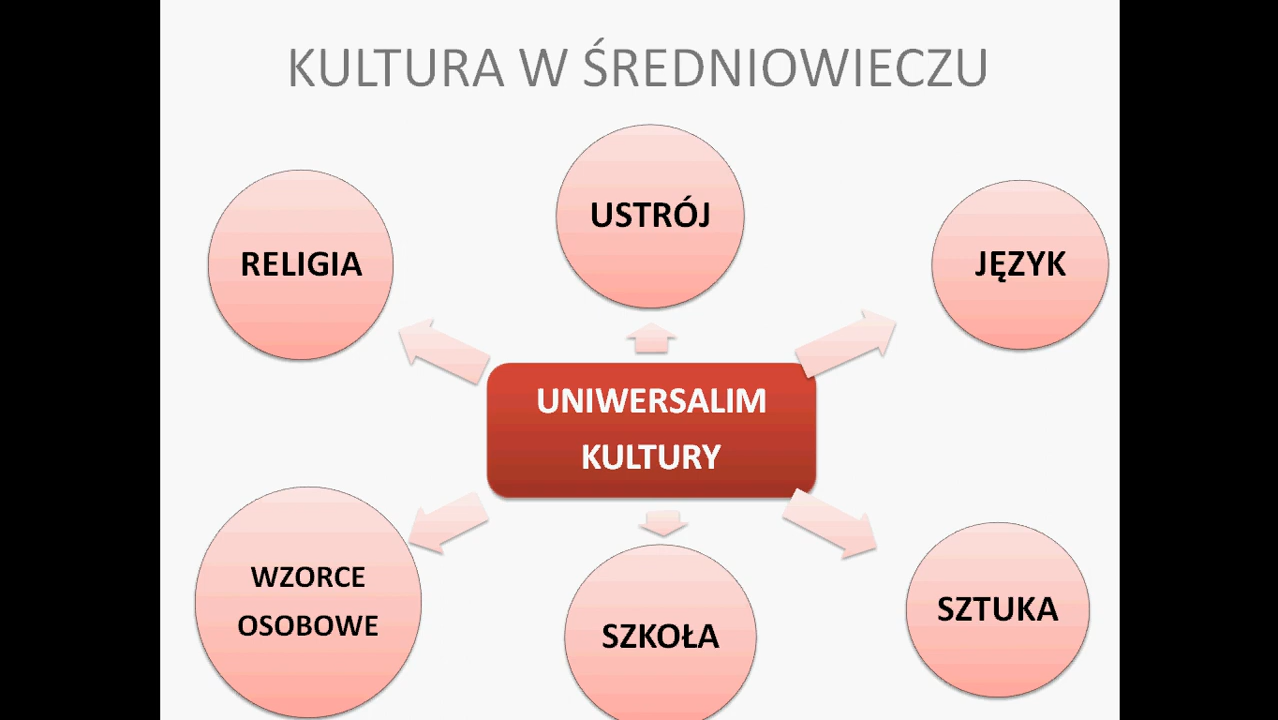 KULTURA W ŚREDNIOWIECZU
RELIGIA
USTRÓJ
JĘZYK
UNIWERSALIM
KULTURY
WZORCE
OSOBOWE
SZKOŁA
SZTUKA